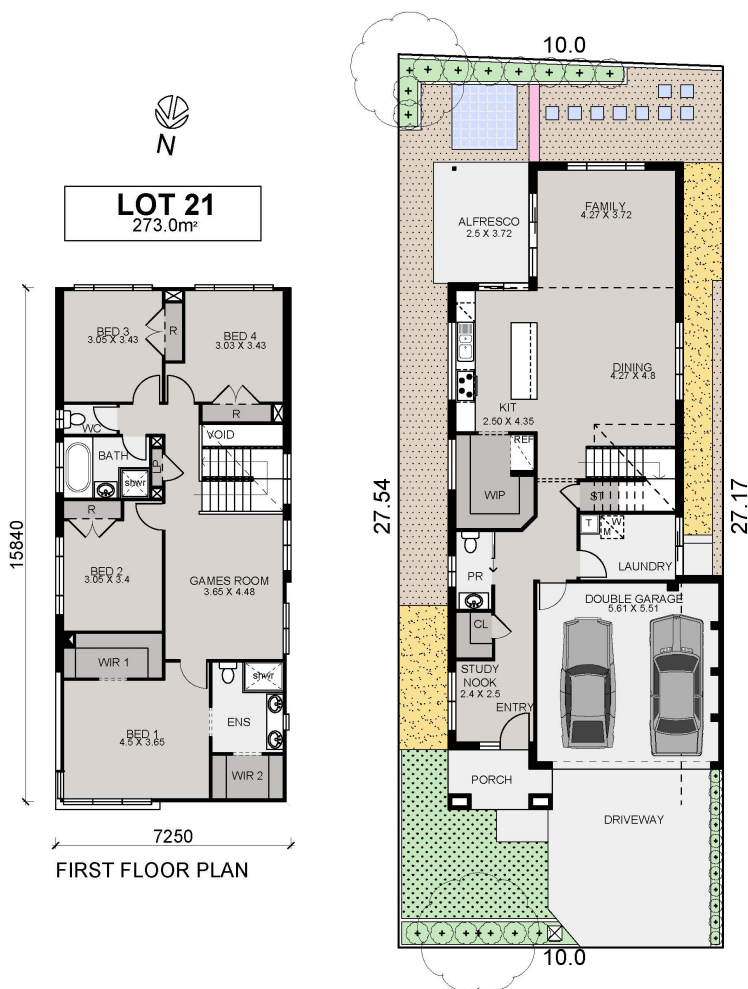 N
LOT 21
273.0m²
15840
BED 3
3.05 X 3.43
R
BED 4
3.03 X 3.43
R
WC
VOID
BATH
shwr
P
R
BED 2
3.05 X 3.4
GAMES ROOM
3.65 X 4.48
WIR 1
shwr
BED 1
4.5 X 3.65
ENS
WIR 2
7250
FIRST FLOOR PLAN
10.0
ALFRESCO
2.5 X 3.72
FAMILY
4.27 X 3.72
DINING
4.27 X 4.8
KIT
2.50 X 4.35
REF
WIP
ST
27.54
27.17
T
W
M
LAUNDRY
PR
DOUBLE GARAGE
5.61 X 5.51
CL
STUDY
NOOK
2.4 X 2.5
ENTRY
PORCH
DRIVEWAY
10.0